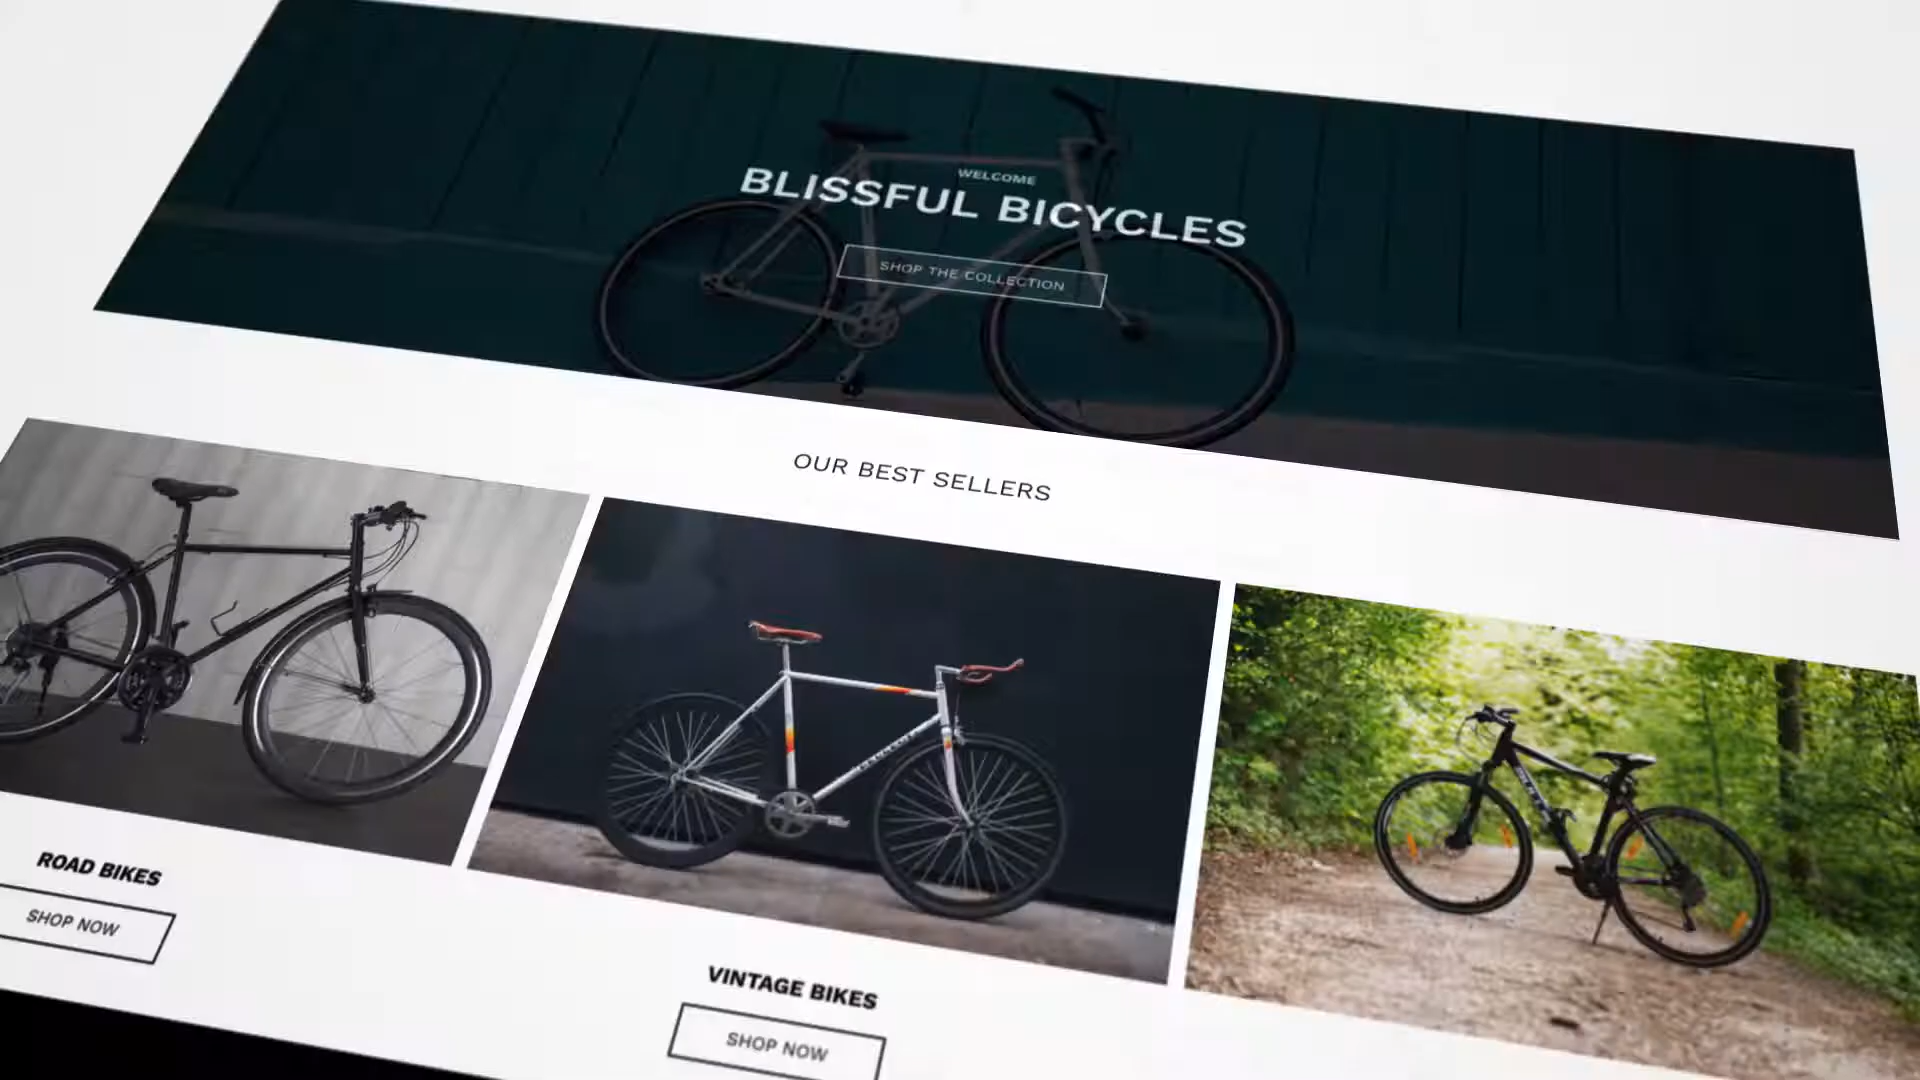 WELCOME
BLISSFUL BICYCLES
SHOP THE COLLECTION
OUR BEST SELLERS
ROAD BIKES
SHOP NOW
VINTAGE BIKES
SHOP NOW